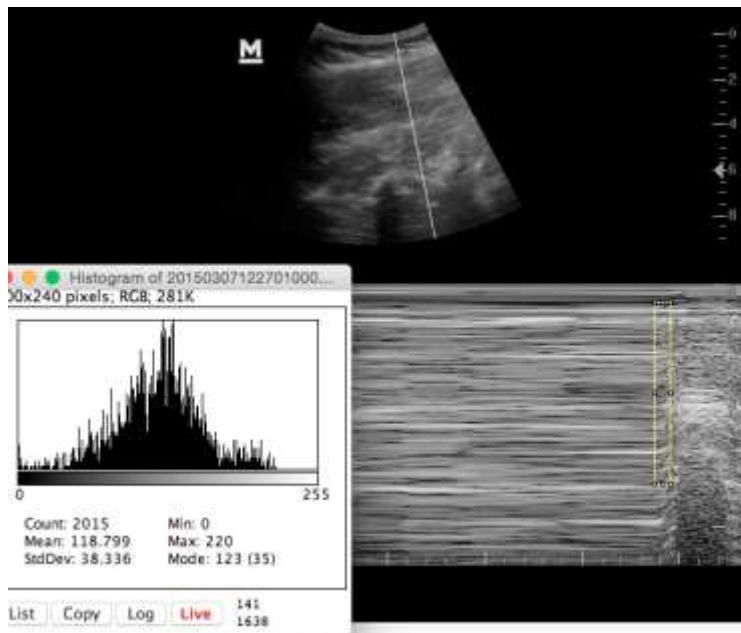 M
0
2
4
6
8
Histogram of 20150307122701000...
00x240 pixels; RGB; 281K
0 255
Count: 2015 Min: 0
Mean: 118.799 Max: 220
StdDev: 38.336 Mode: 123 (35)
List Copy Log Live 141
1638